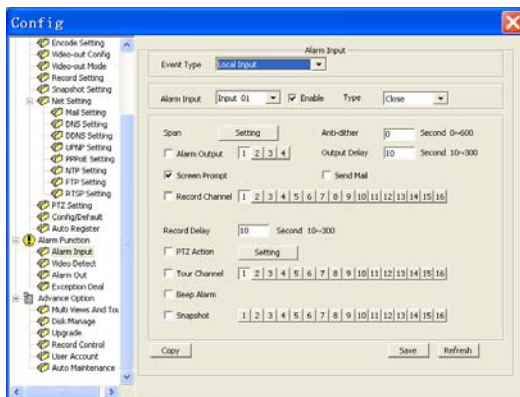 Config
Encode Setting
Video-out Config
Video-out Mode
Record Setting
Snapshot Setting
Net Setting
Mail Setting
DNS Setting
DDNS Setting
UPNP Setting
PPPoE Setting
NTP Setting
FTP Setting
RTSP Setting
PTZ Setting
Config/Default
Auto Register
Alarm Function
Alarm Input
Video Detect
Alarm Out
Exception Deal
Advance Option
Multi Views And Tou
Disk Manage
Upgrade
Record Control
User Account
Auto Maintenance
Alarm Input
Event Type Local Input
Alarm Input Input 01 Enable Type Close
Span Setting Anti-dither 0 Second 0~600
Alarm Output 1 2 3 4 Output Delay 10 Second 10~300
Screen Prompt Send Mail
Record Channel 1 2 3 4 5 6 7 8 9 10 11 12 13 14 15 16
Record Delay 10 Second 10~300
PTZ Action Setting
Tour Channel 1 2 3 4 5 6 7 8 9 10 11 12 13 14 15 16
Beep Alarm
Snapshot 1 2 3 4 5 6 7 8 9 10 11 12 13 14 15 16
Copy Save Refresh